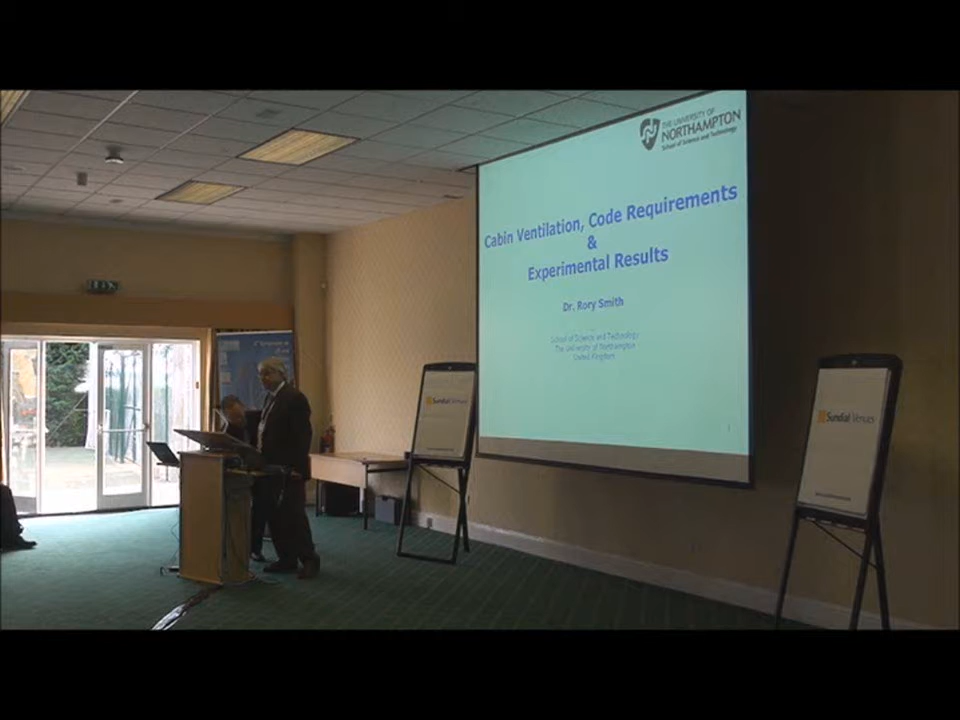 THE UNIVERSITY OF
NORTHAMPTON
School of Science and Technology
Cabin Ventilation, Code Requirements
&
Experimental Results
Dr. Rory Smith
School of Science and Technology
The University of Northampton
United Kingdom
Sundial Venues
Sundial Venues